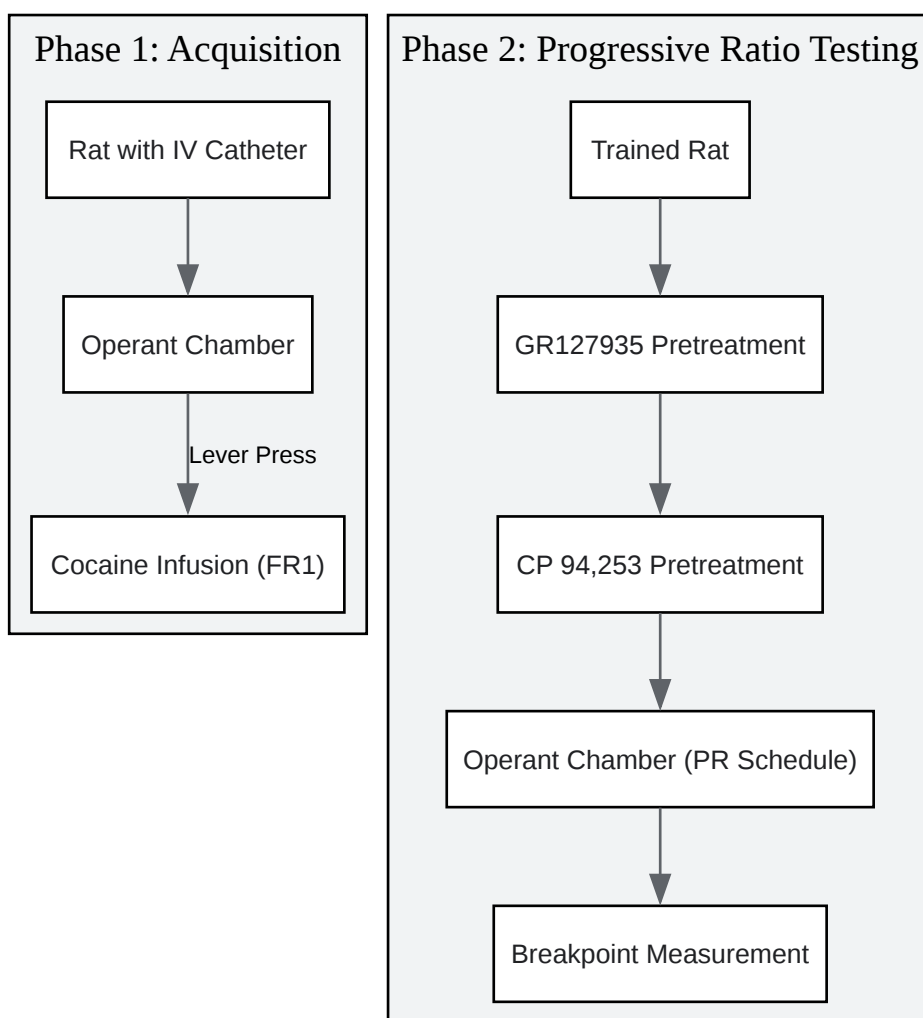 Phase 1: Acquisition
Rat with IV Catheter
Operant Chamber
Lever Press
Cocaine Infusion (FR1)
Phase 2: Progressive Ratio Testing
Trained Rat
GR127935 Pretreatment
CP 94,253 Pretreatment
Operant Chamber (PR Schedule)
Breakpoint Measurement